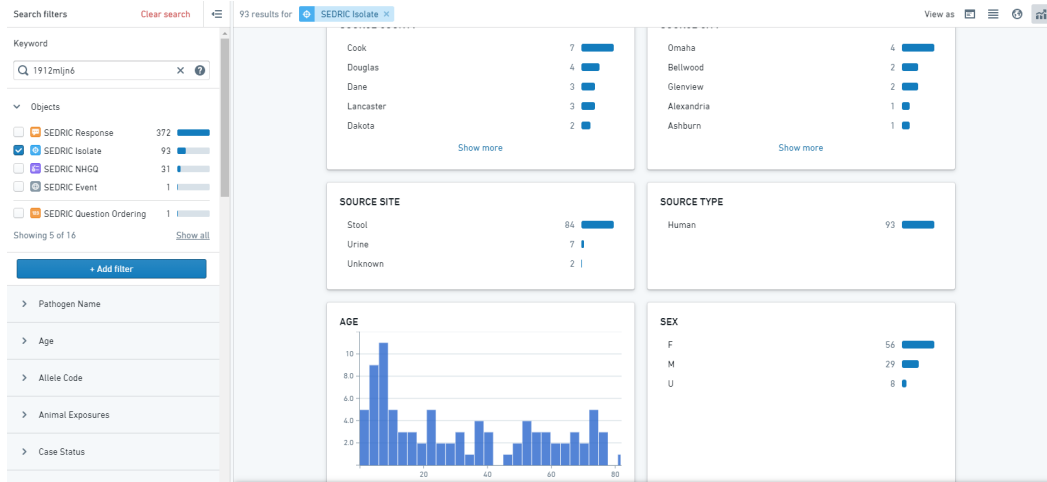 Search filters
Clear search
93 results for SEDRIC Isolate ×
View as
Keyword
1912mljn6
Objects
SEDRIC Response 372
SEDRIC Isolate 93
SEDRIC NHGQ 31
SEDRIC Event 1
SEDRIC Question Ordering 1
Showing 5 of 16 Show all
+ Add filter
Pathogen Name
Age
Allele Code
Animal Exposures
Case Status
Cook 7
Douglas 4
Dane 3
Lancaster 3
Dakota 2
Show more
Omaha 4
Bellwood 2
Glenview 2
Alexandria 1
Ashburn 1
Show more
SOURCE SITE
Stool 84
Urine 7
Unknown 2
SOURCE TYPE
Human 93
AGE
10
8.0
6.0
4.0
2.0
20 40 60 80
SEX
F 56
M 29
U 8